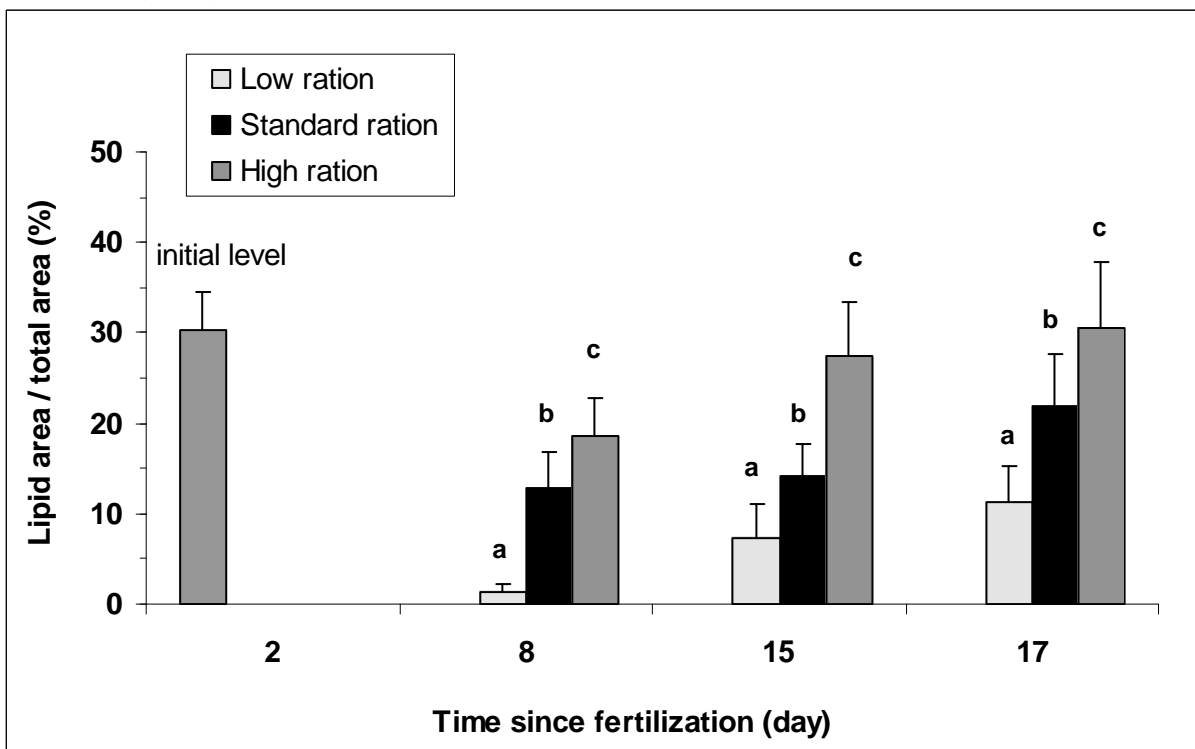 Low ration
Standard ration
High ration
Lipid area / total area (%)
50
40
30
20
10
0
initial level
a
b
c
a
b
c
a
b
c
2 8 15 17
Time since fertilization (day)